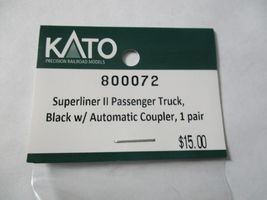 KATO
PRECISION RAILROAD MODELS
800072
Superliner II Passenger Truck,
Black w/ Automatic Coupler, 1 pair
$15.00